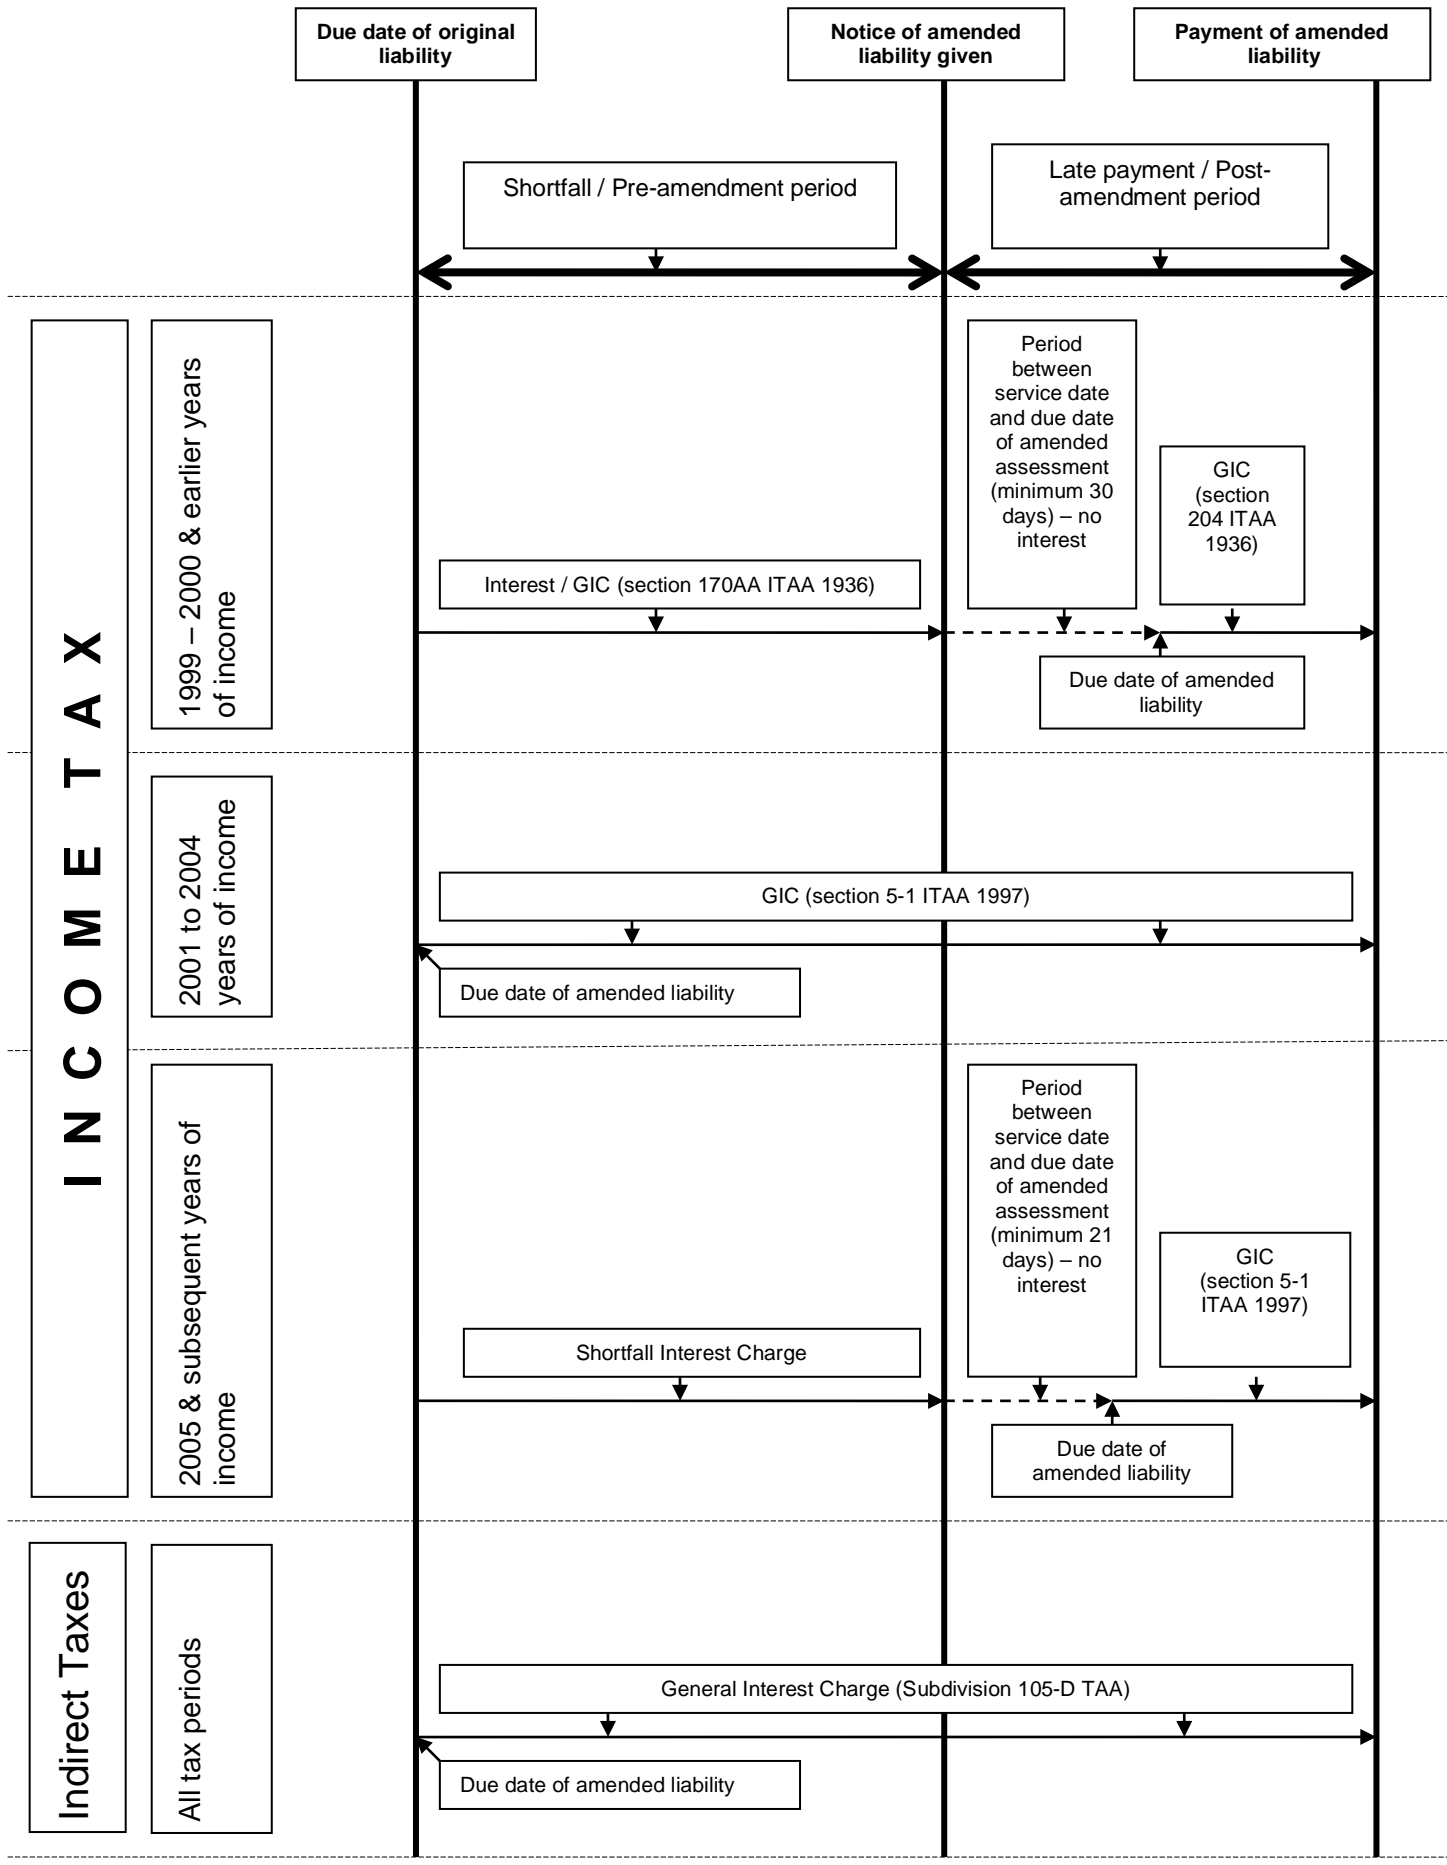 Due date of original
liability
Notice of amended
liability given
Payment of amended
liability
Shortfall / Pre-amendment period
Late payment / Post-
amendment period
INCOME TAX
1999 – 2000 & earlier years
of income
Period
between
service date
and due date
of amended
assessment
(minimum 30
days) – no
interest
GIC
(section
204 ITAA
1936)
Interest / GIC (section 170AA ITAA 1936)
Due date of amended
liability
2001 to 2004
years of income
GIC (section 5-1 ITAA 1997)
Due date of amended liability
2005 & subsequent years of
income
Period
between
service date
and due date
of amended
assessment
(minimum 21
days) – no
interest
GIC
(section 5-1
ITAA 1997)
Shortfall Interest Charge
Due date of
amended liability
Indirect Taxes
All tax periods
General Interest Charge (Subdivision 105-D TAA)
Due date of amended liability